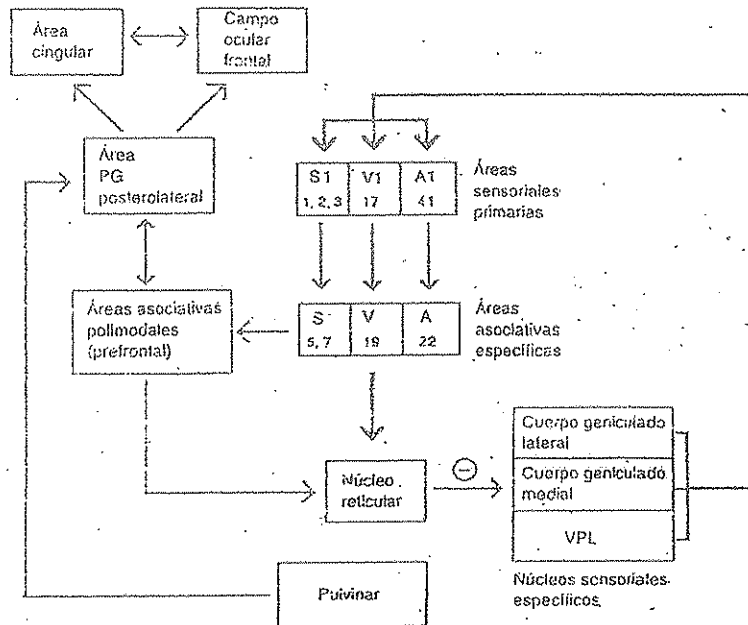 Área
cingular
Campo
ocular
frontal
Área
PG
posterolateral
S1
V1
A1
1, 2, 3
17
41
Áreas
sensoriales
primarias
Áreas asociativas
polimodales
(prefrontal)
S
V
A
5, 7
19
22
Áreas
asociativas
específicas
Núcleo
reticular
−
Cuerpo geniculado
lateral
Cuerpo geniculado
medial
VPL
Núcleos sensoriales
específicos
Pulvinar